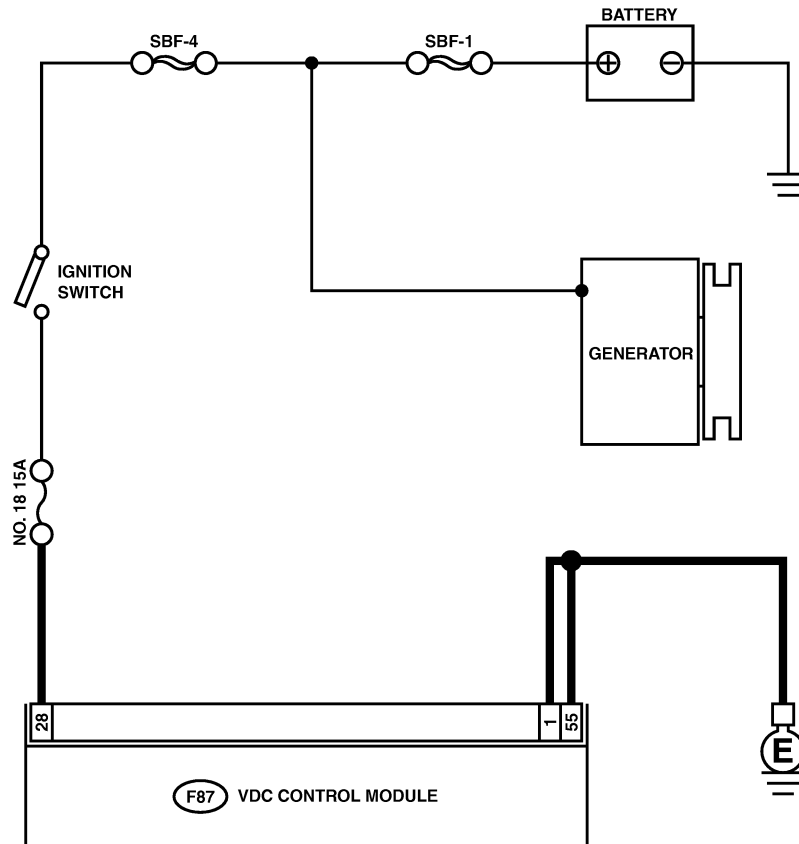 BATTERY
SBF-4
SBF-1
IGNITION
SWITCH
GENERATOR
NO. 18 15A
28
1
55
E
F87
VDC CONTROL MODULE